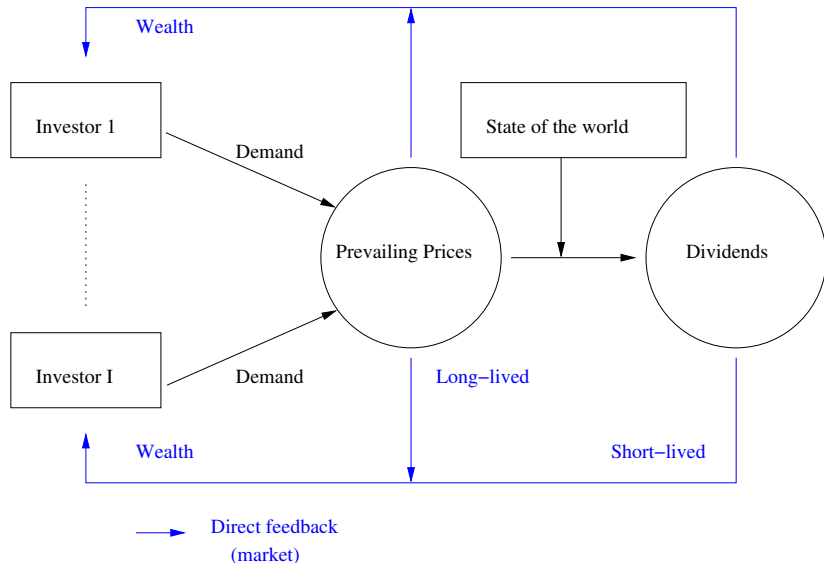 Wealth
Investor 1
State of the world
Demand
Prevailing Prices
Dividends
Investor I
Demand
Long−lived
Wealth
Short−lived
Direct feedback
(market)